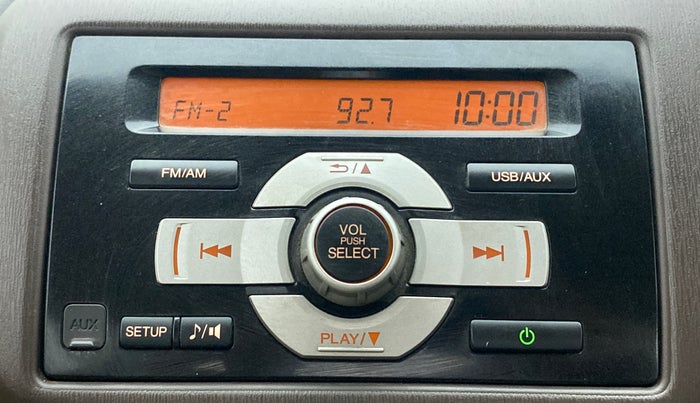 FM-2 92.7 10:00
FM/AM
USB/AUX
VOL
PUSH
SELECT
AUX
SETUP
PLAY/▼